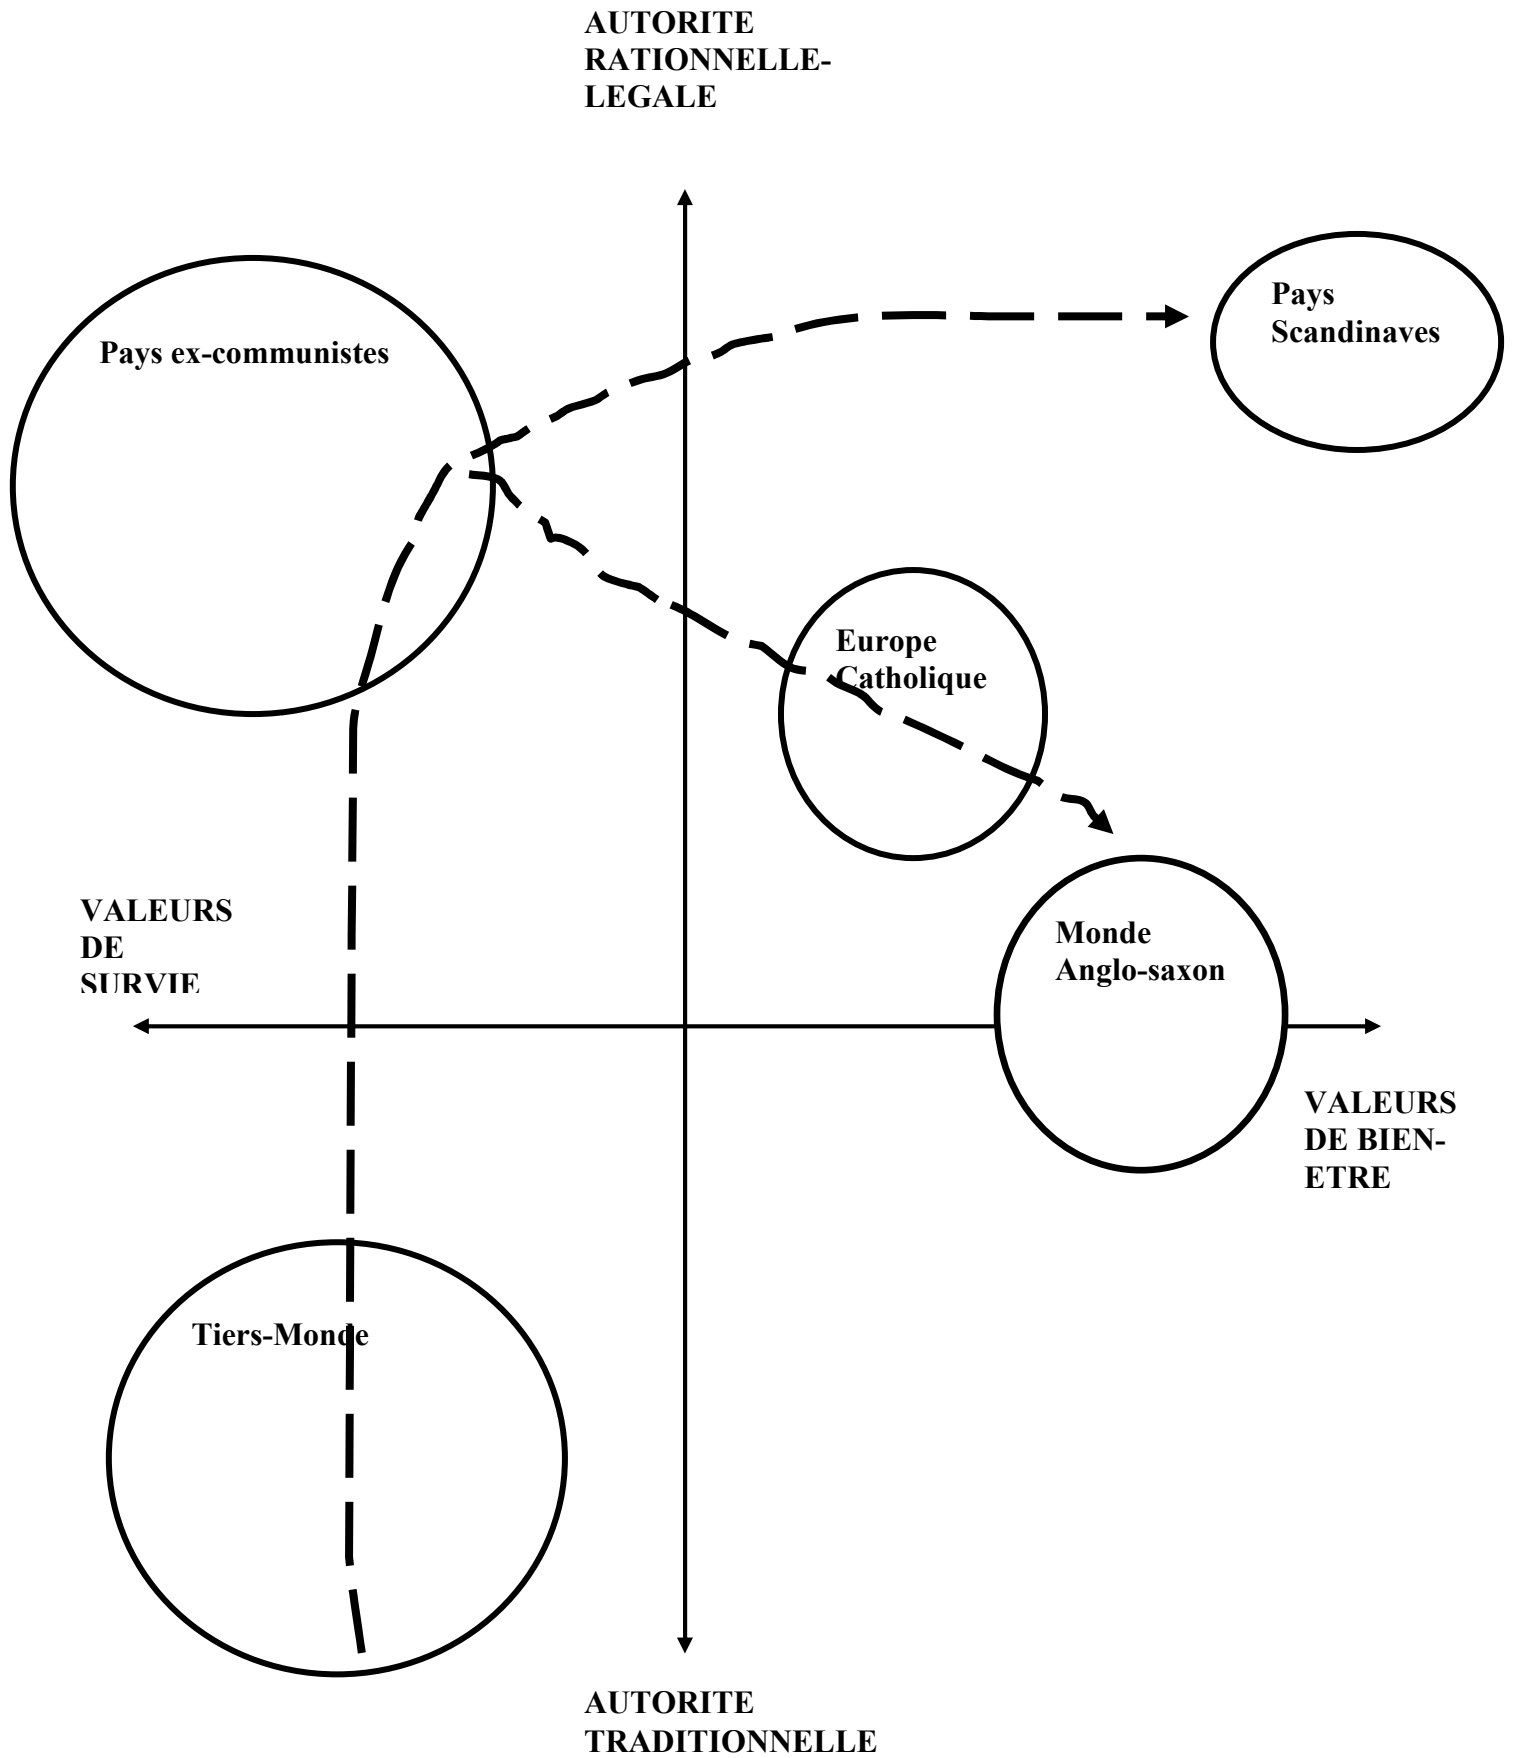 AUTORITE
RATIONNELLE-
LEGALE
Pays
Scandinaves
Pays ex-communistes
Europe
Catholique
VALEURS
DE
SURVIE
Monde
Anglo-saxon
VALEURS
DE BIEN-
ETRE
Tiers-Monde
AUTORITE
TRADITIONNELLE